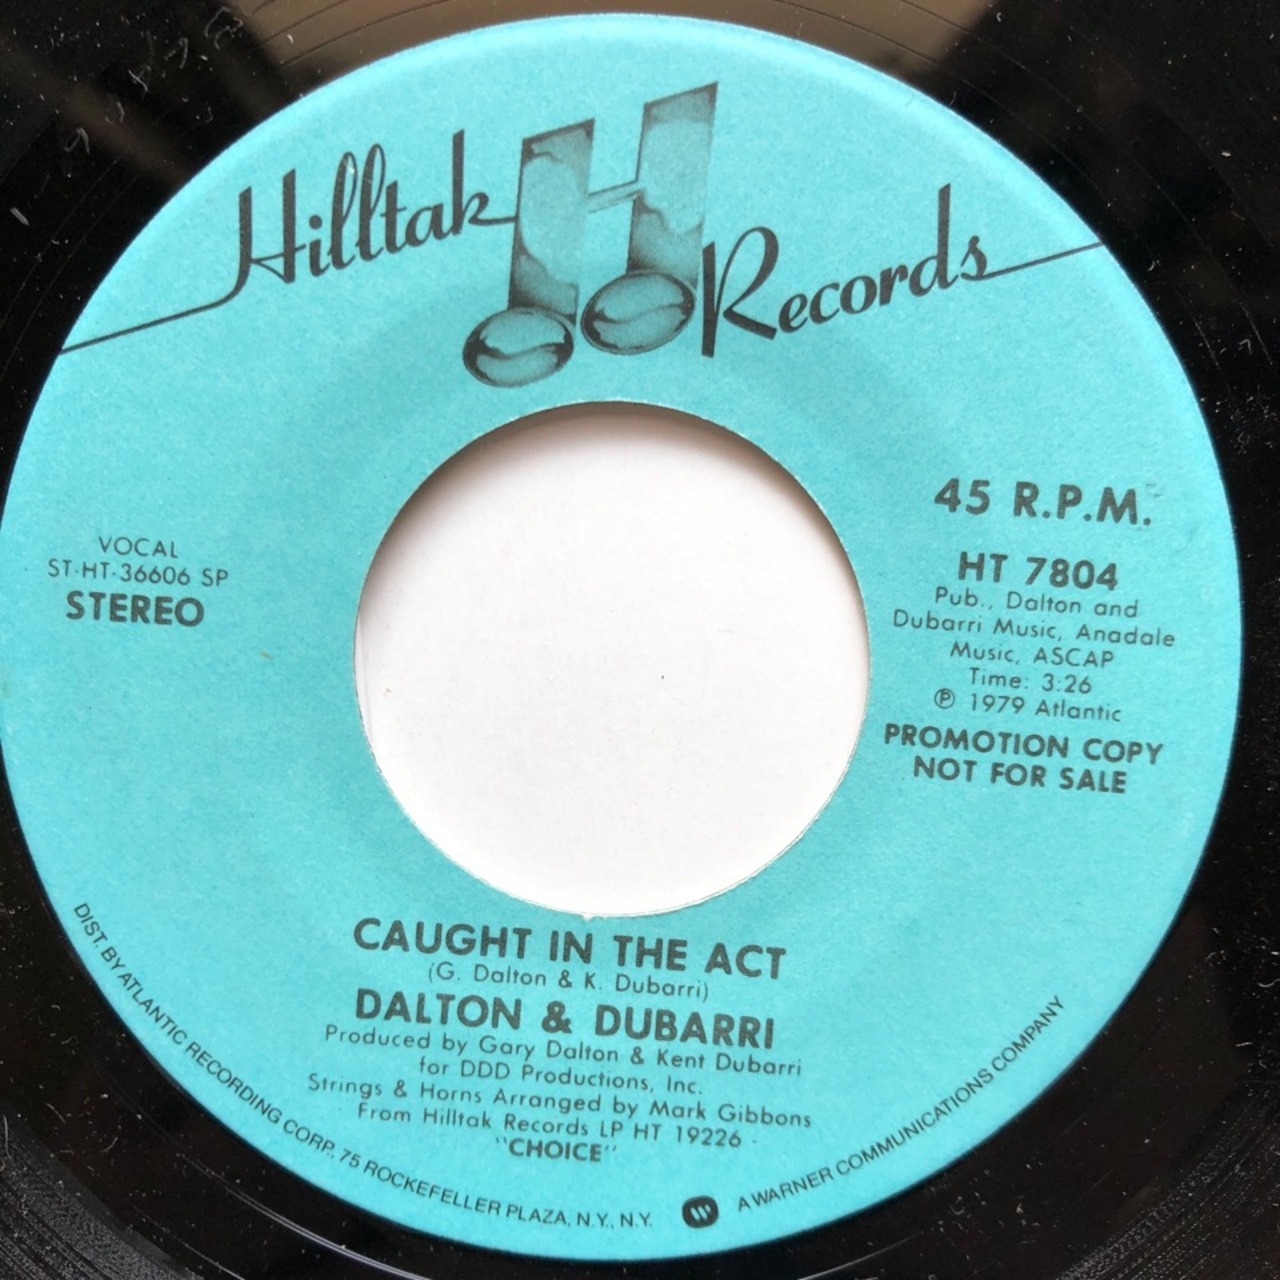 Hilltak Records
45 R.P.M.
HT 7804
Pub., Dalton and
Dubarri Music, Anadale
Music, ASCAP
Time: 3:26
℗ 1979 Atlantic
PROMOTION COPY
NOT FOR SALE
VOCAL
ST-HT-36606 SP
STEREO
CAUGHT IN THE ACT
(G. Dalton & K. Dubarri)
DALTON & DUBARRI
Produced by Gary Dalton & Kent Dubarri
for DDD Productions, Inc.
Strings & Horns Arranged by Mark Gibbons
From Hilltak Records LP HT 19226
"CHOICE"
DIST. BY ATLANTIC RECORDING CORP., 75 ROCKEFELLER PLAZA, N.Y., N.Y. A WARNER COMMUNICATIONS COMPANY